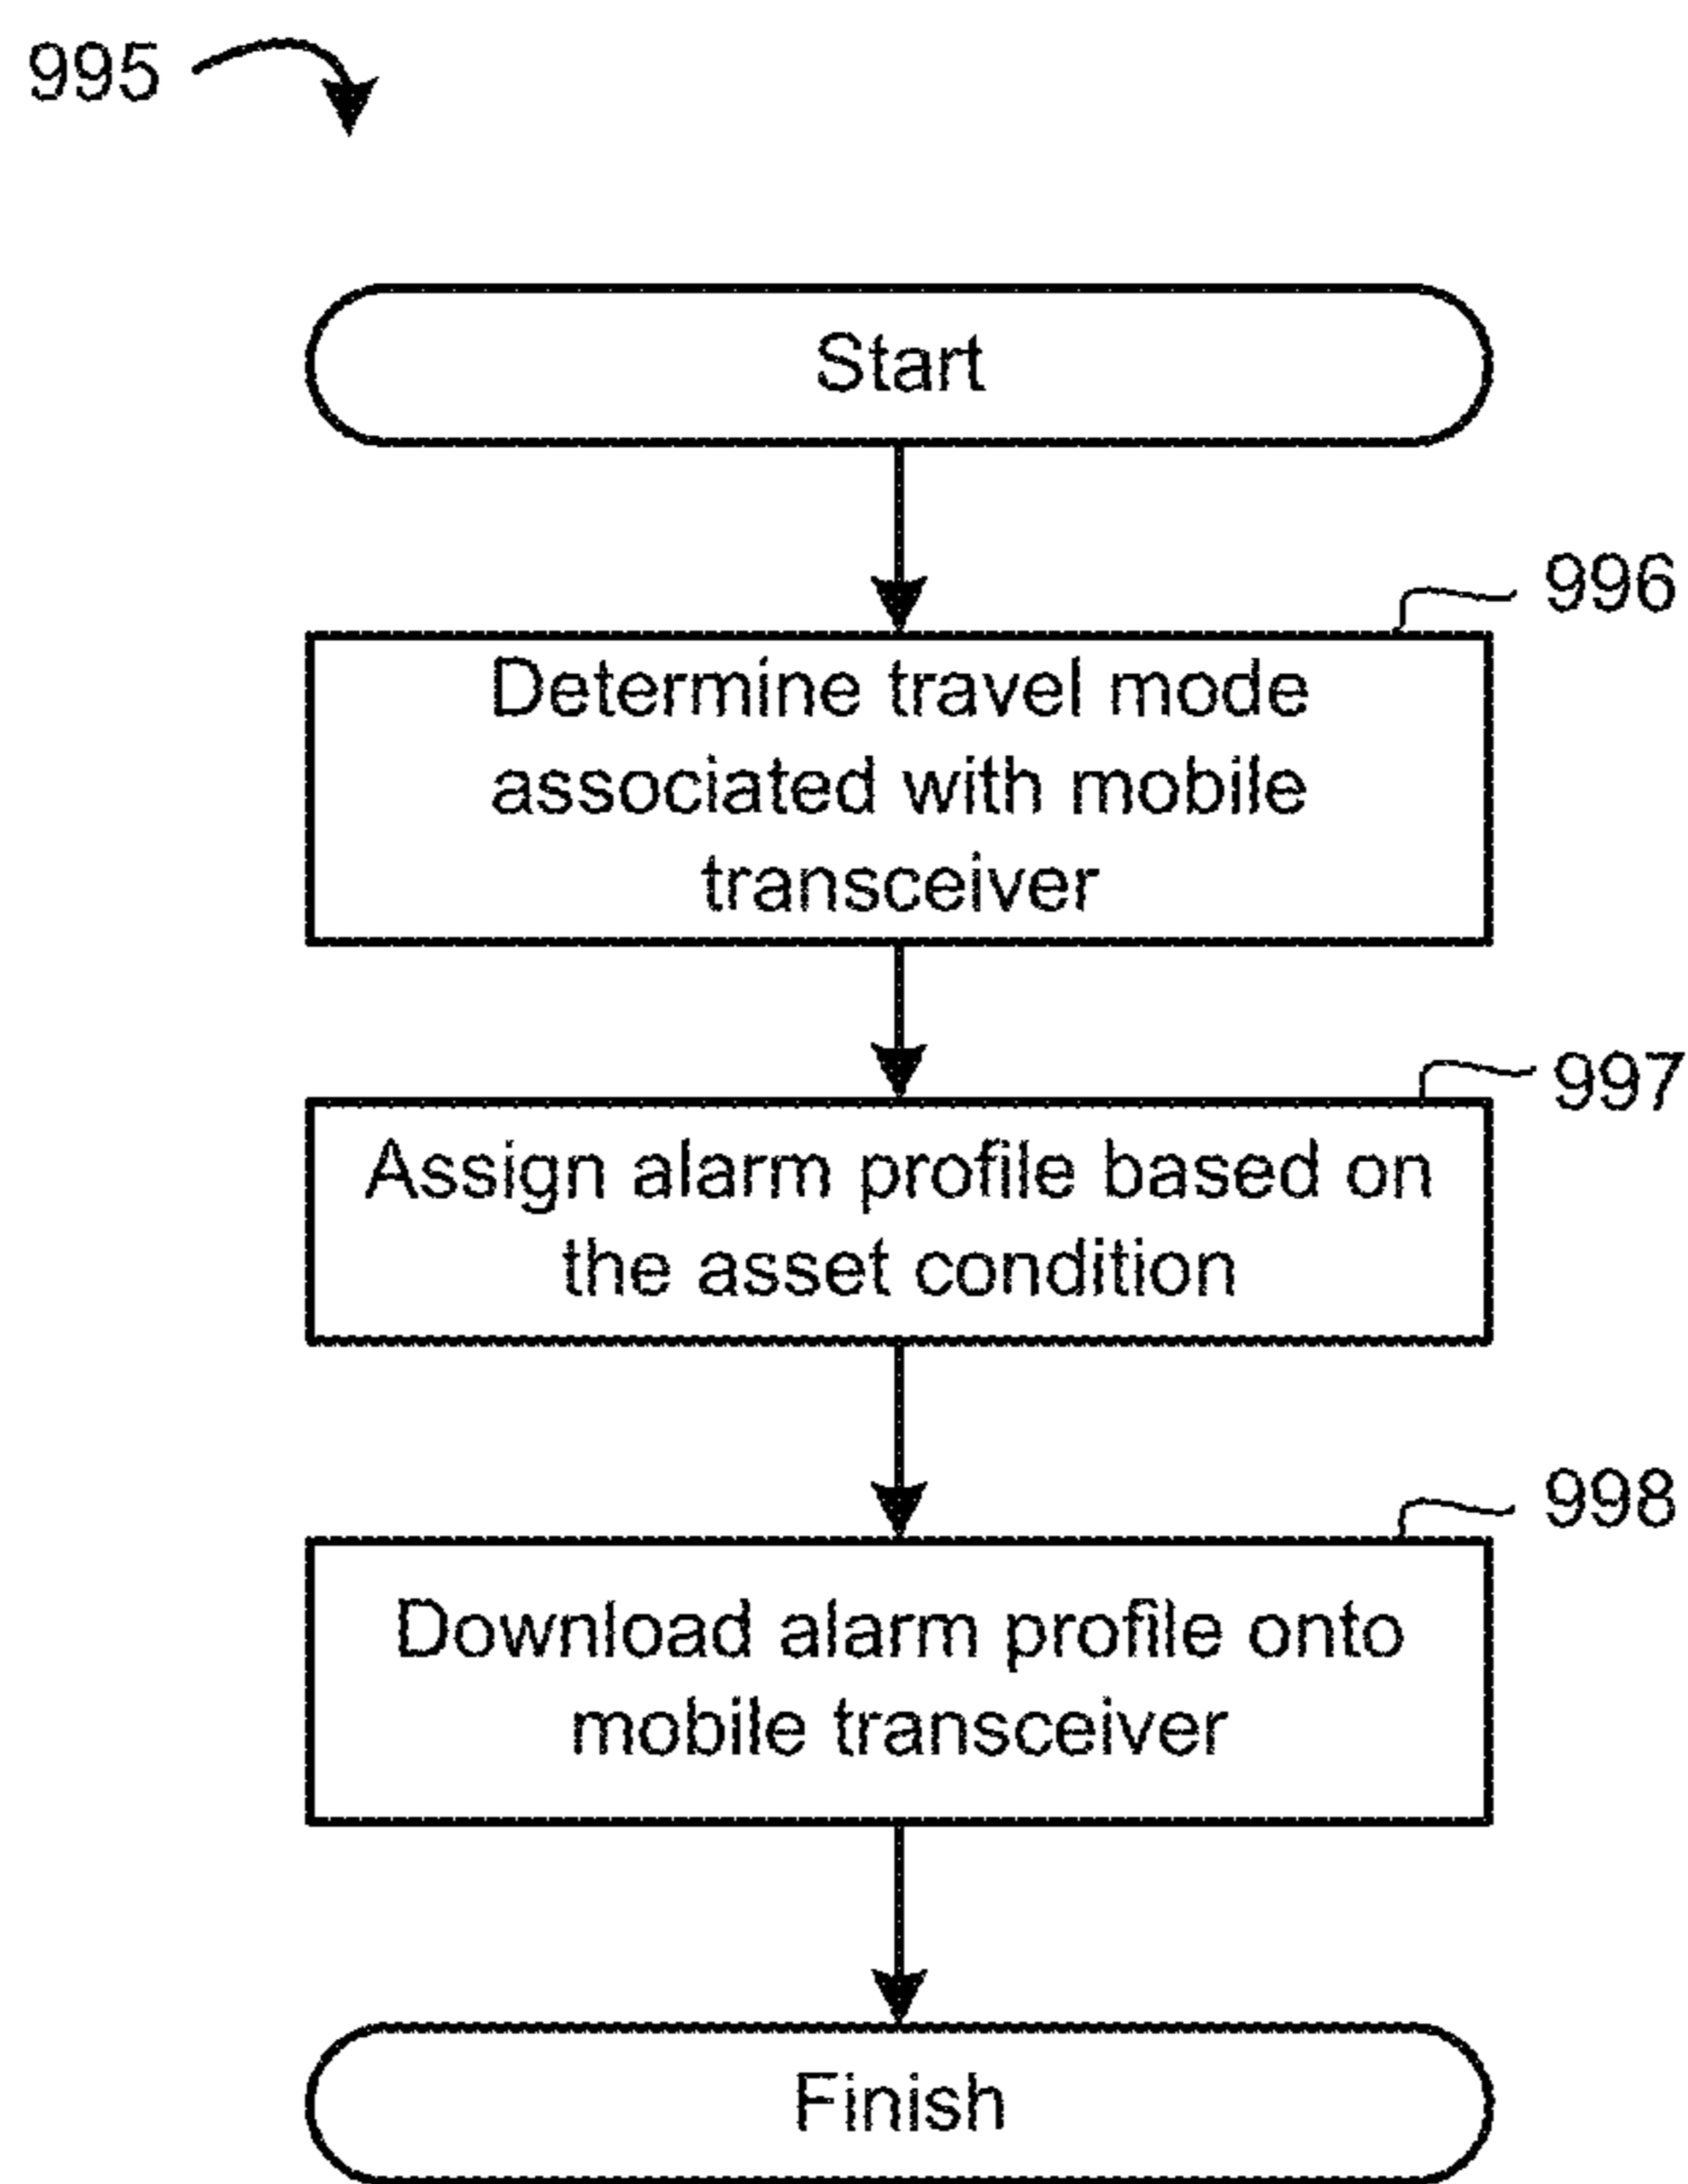 995
Start
996
Determine travel mode
associated with mobile
transceiver
997
Assign alarm profile based on
the asset condition
998
Download alarm profile onto
mobile transceiver
Finish